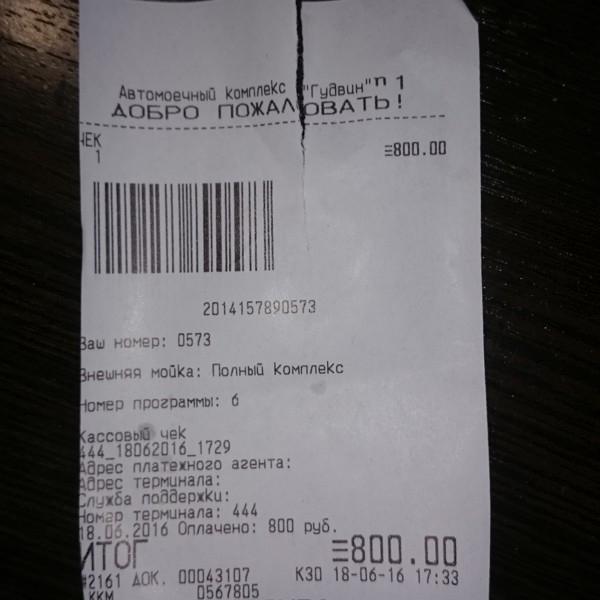 Автомоечный комплекс "Гудвин"п 1
ДОБРО ПОЖАЛОВАТЬ!
ЧЕК
1 ≡800.00
2014157890573
Ваш номер: 0573
Внешняя мойка: Полный комплекс
Номер программы: 6
Кассовый чек
444_18062016_1729
Адрес платежного агента:
Адрес терминала:
Служба поддержки:
Номар терминала: 444
18.06.2016 Оплачено: 800 руб.
ИТОГ ≡800.00
#2161 ДОК. 00043107 К30 18-06-16 17:33
ККМ 0567805